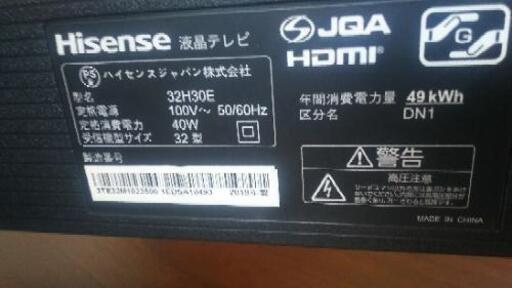 Hisense 液晶テレビ
PS
E
ハイセンスジャパン株式会社
型名 32H30E
定格電源 100V～ 50/60Hz
定格消費電力 40W
受信機型サイズ 32 型
製造番号
2019年 製
JQA
HDMI
G
年間消費電力量 49 kWh
区分名 DN1
警告
高圧注意
MADE IN CHINA